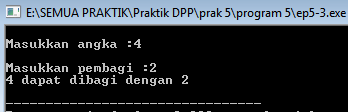 E:\SEMUA PRAKTIK\Praktik DPP\prak 5\program 5\ep5-3.exe
Masukkan angka :4
Masukkan pembagi :2
4 dapat dibagi dengan 2
--------------------------------